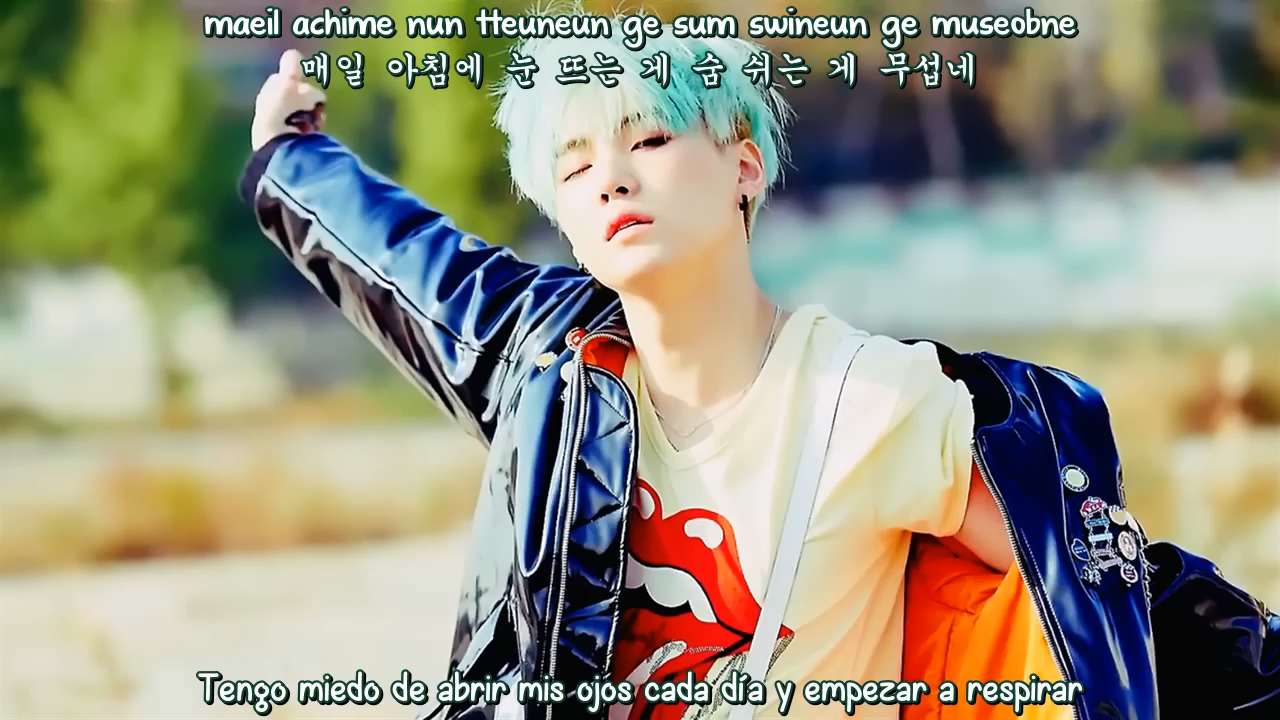 maeil achime nun tteuneun ge sum swineun ge museobne
매일 아침에 눈 뜨는 게 숨 쉬는 게 무섭네
Tengo miedo de abrir mis ojos cada día y empezar a respirar